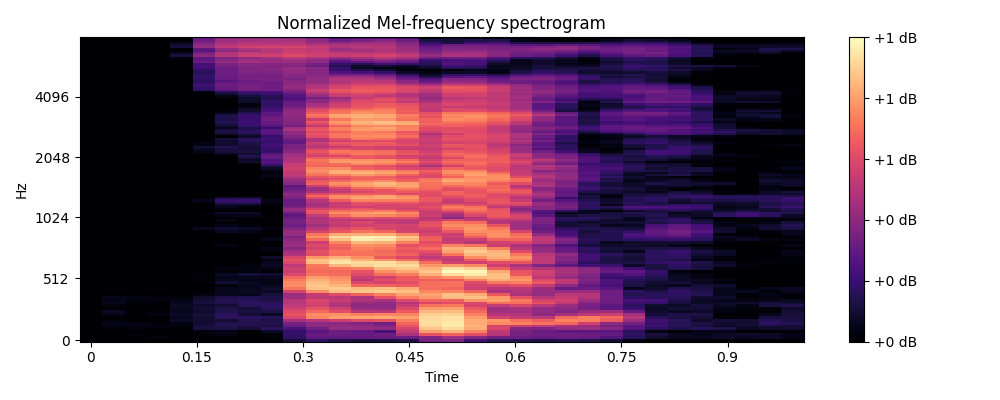 Normalized Mel-frequency spectrogram
Hz
4096
2048
1024
512
0
0 0.15 0.3 0.45 0.6 0.75 0.9
Time
+1 dB
+1 dB
+1 dB
+0 dB
+0 dB
+0 dB